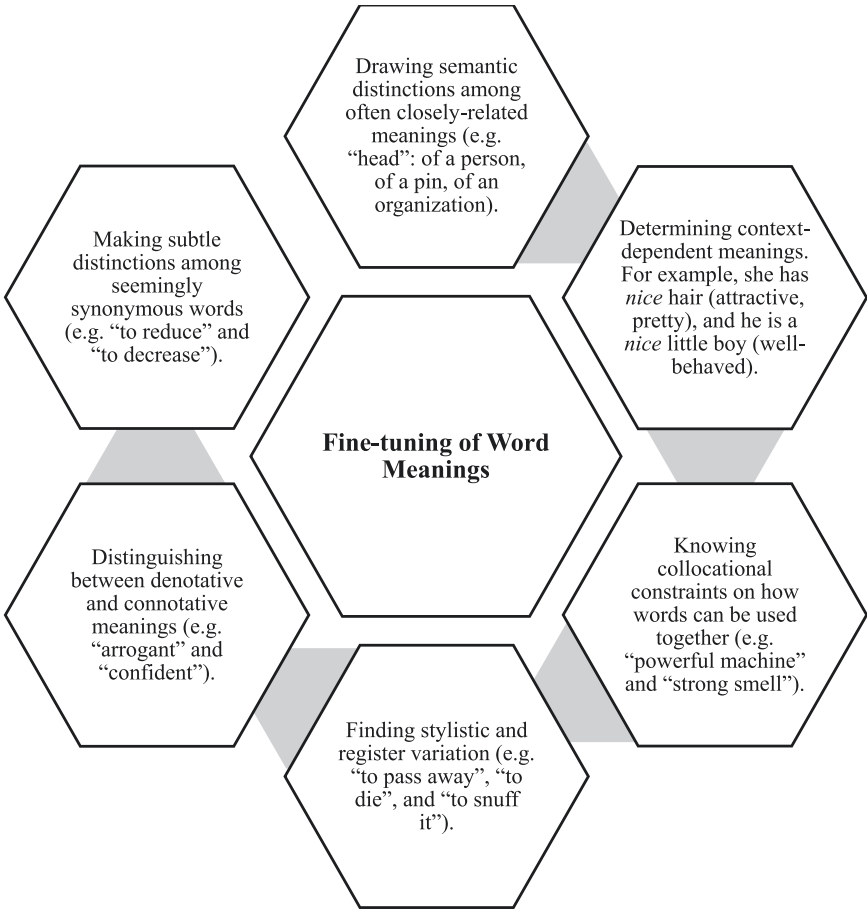 Drawing semantic
distinctions among
often closely-related
meanings (e.g.
“head”: of a person,
of a pin, of an
organization).
Determining context-
dependent meanings.
For example, she has
nice hair (attractive,
pretty), and he is a
nice little boy (well-
behaved).
Knowing
collocational
constraints on how
words can be used
together (e.g.
“powerful machine”
and “strong smell”).
Finding stylistic and
register variation (e.g.
“to pass away”, “to
die”, and “to snuff
it”).
Distinguishing
between denotative
and connotative
meanings (e.g.
“arrogant” and
“confident”).
Making subtle
distinctions among
seemingly
synonymous words
(e.g. “to reduce” and
“to decrease”).
Fine-tuning of Word
Meanings